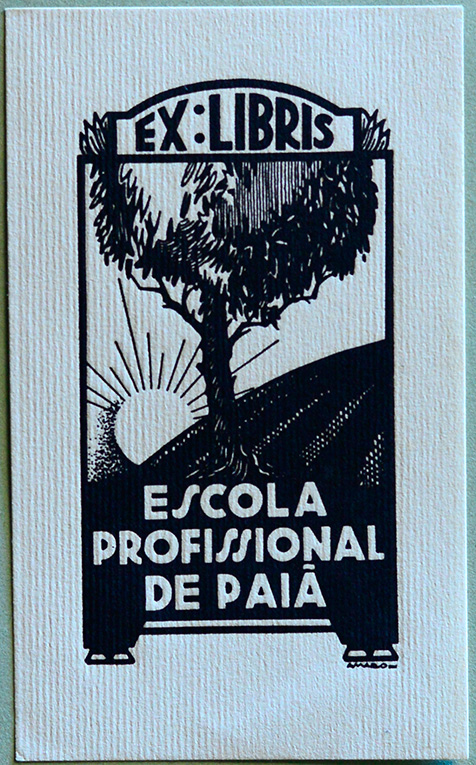 EX:LIBRIS
ESCOLA
PROFISSIONAL
DE PAIÃ